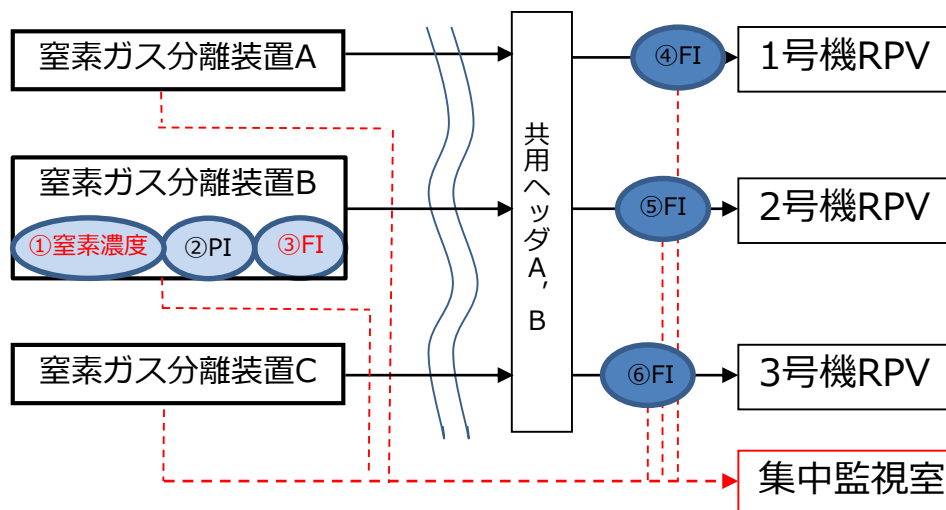 窒素ガス分離装置A
窒素ガス分離装置B
①窒素濃度
②PI
③FI
窒素ガス分離装置C
共用ヘッダA, B
④FI
1号機RPV
⑤FI
2号機RPV
⑥FI
3号機RPV
集中監視室